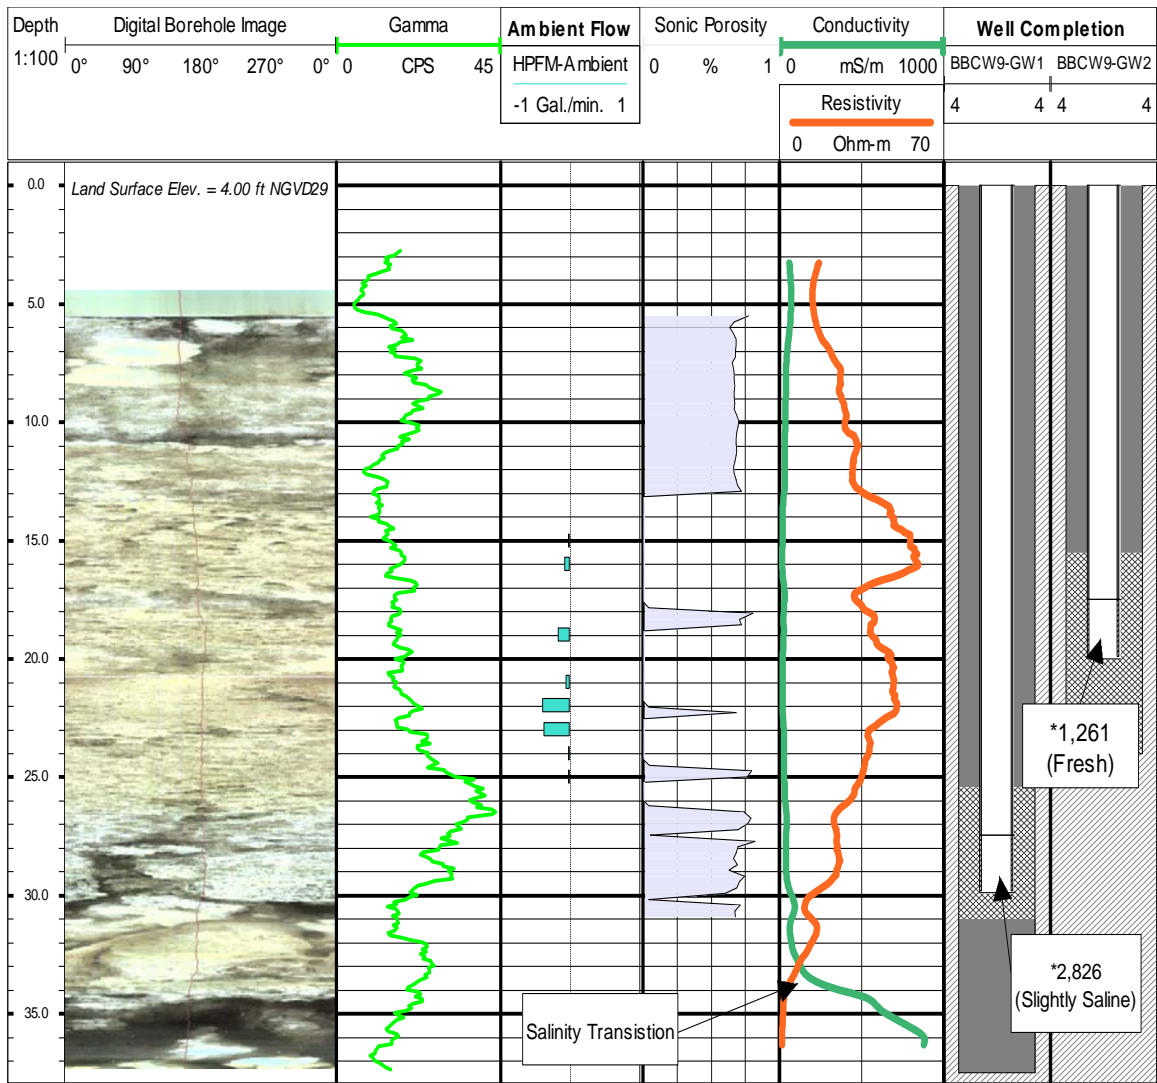 Depth
1:100
Digital Borehole Image
0° 90° 180° 270° 0°
Gamma
0 CPS 45
Ambient Flow
HPFM-Ambient
-1 Gal./min. 1
Sonic Porosity
0 % 1
Conductivity
0 mS/m 1000
Resistivity
0 Ohm-m 70
Well Completion
BBCW9-GW1 BBCW9-GW2
4 4 4 4
0.0
Land Surface Elev. = 4.00 ft NGVD29
5.0
10.0
15.0
20.0
25.0
30.0
35.0
*1,261
(Fresh)
*2,826
(Slightly Saline)
Salinity Transistion